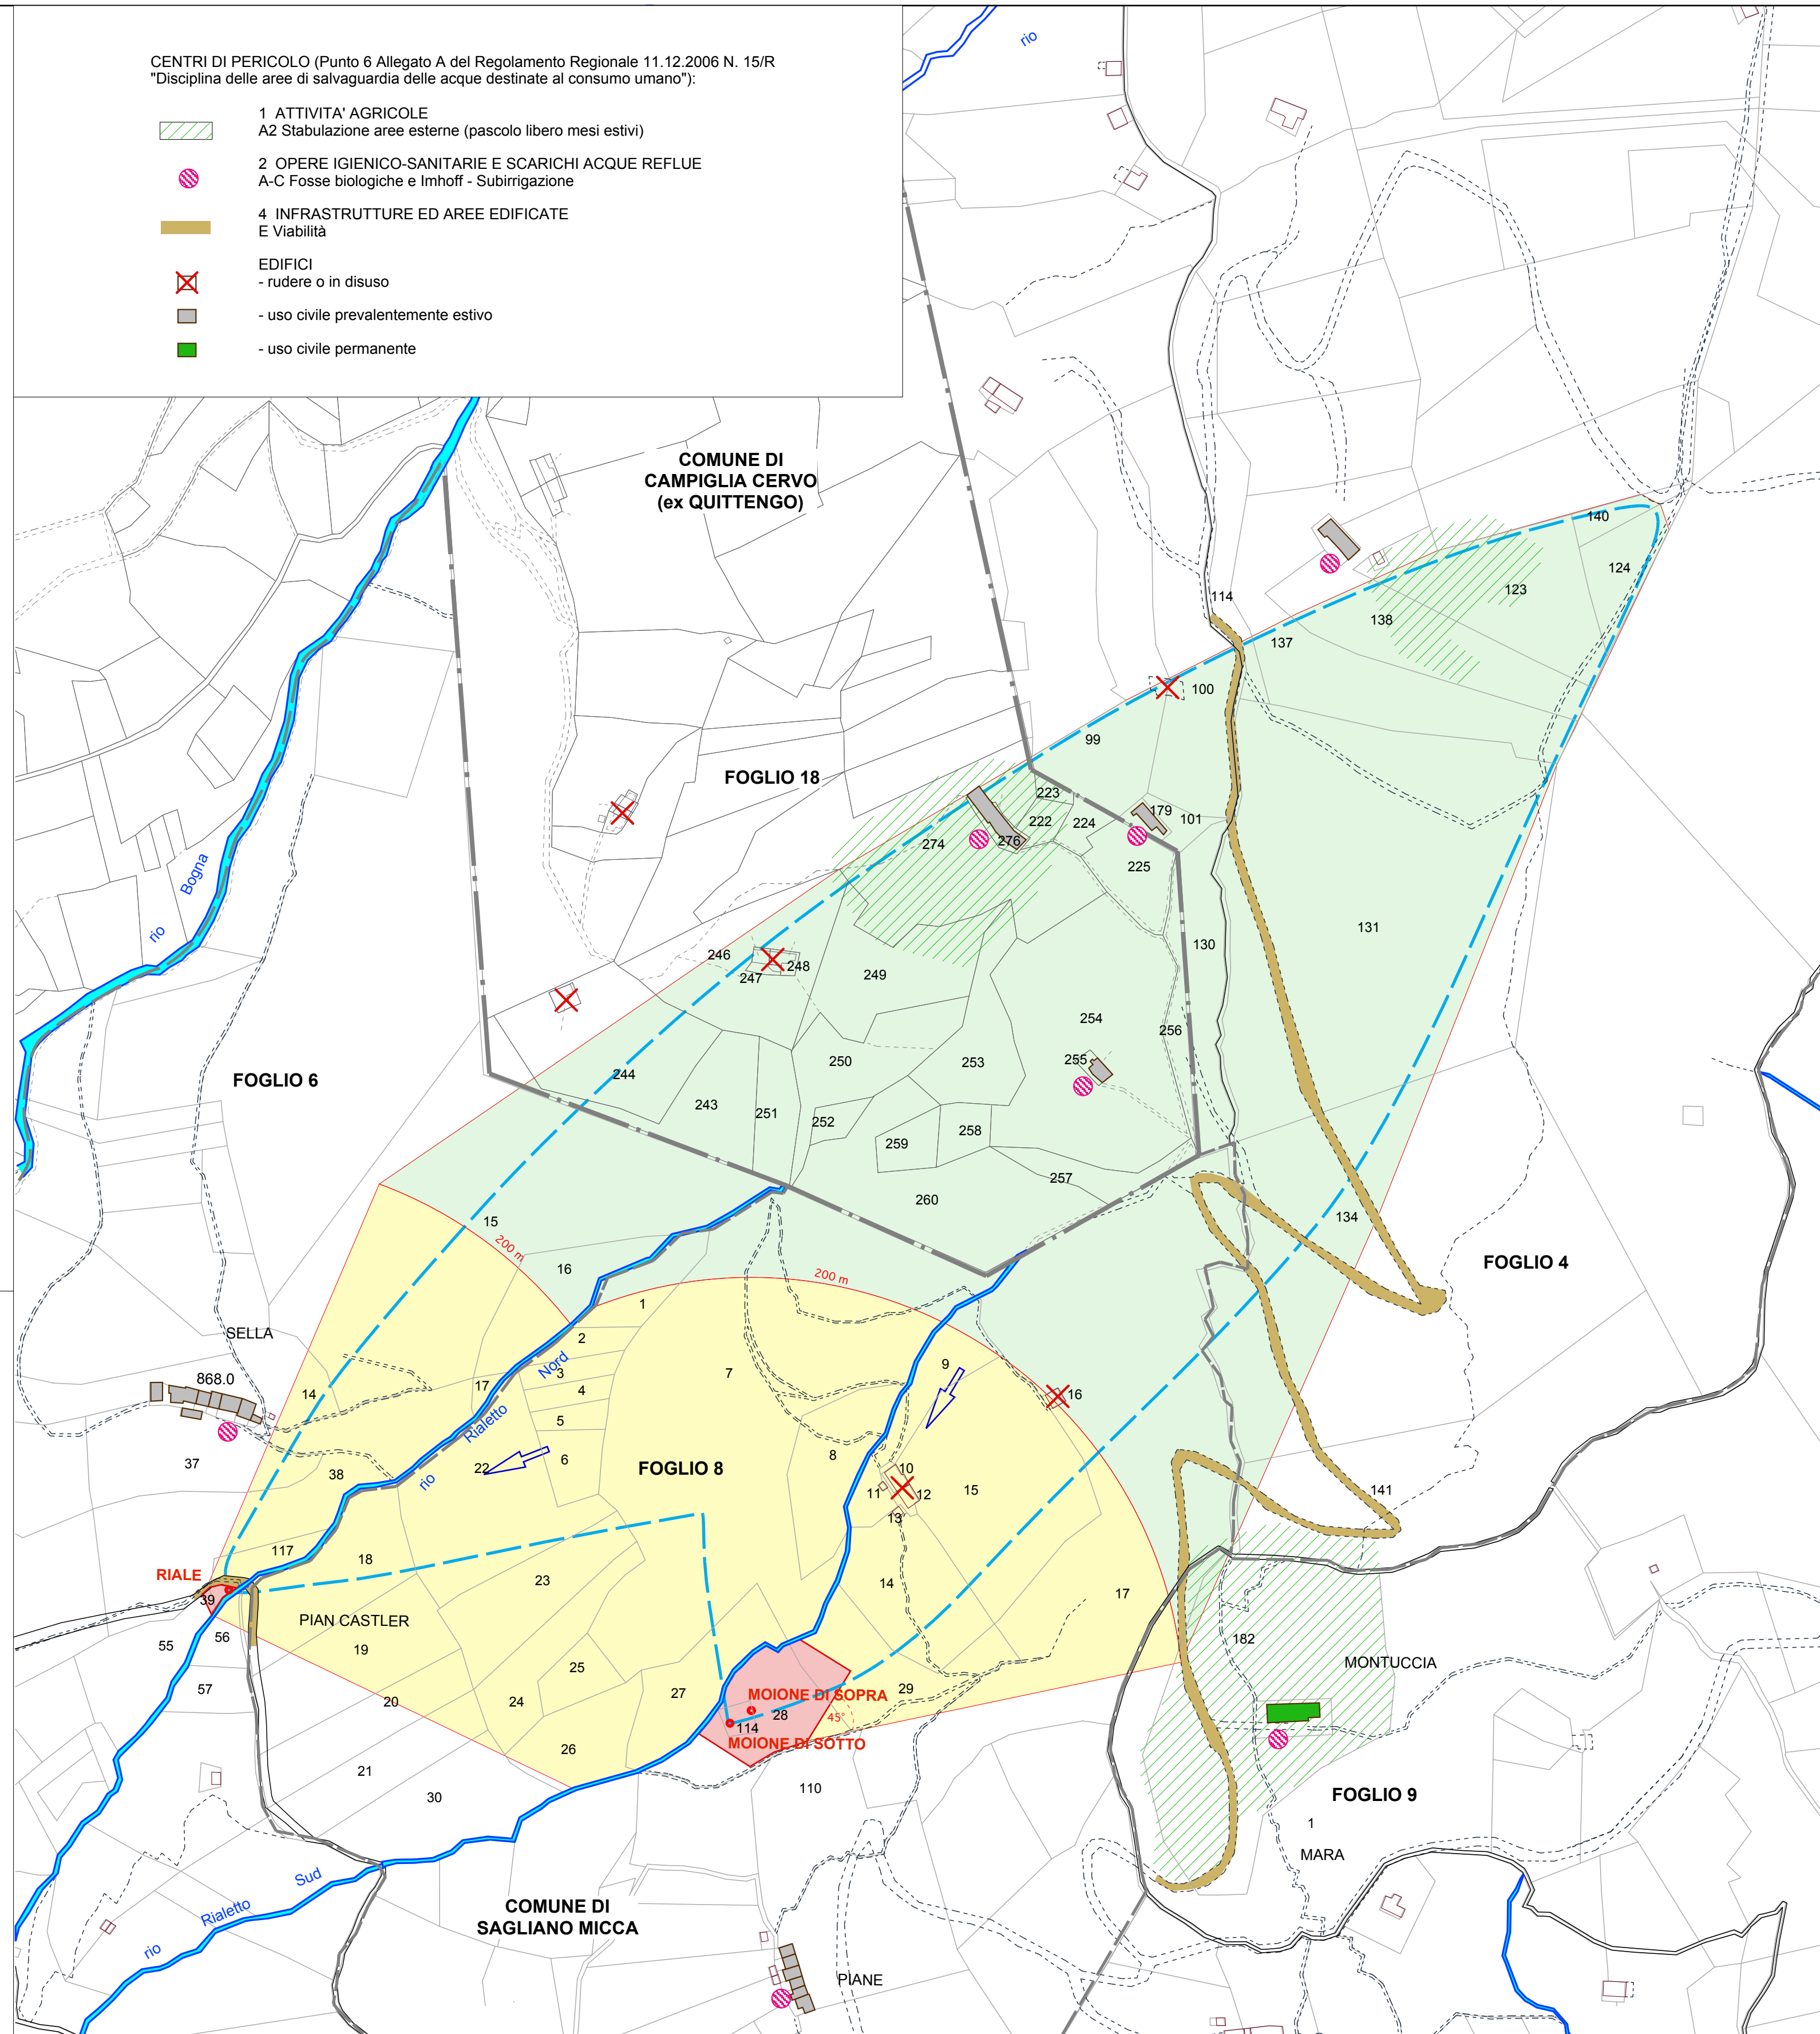 CENTRI DI PERICOLO (Punto 6 Allegato A del Regolamento Regionale 11.12.2006 N. 15/R
"Disciplina delle aree di salvaguardia delle acque destinate al consumo umano"):
1 ATTIVITA' AGRICOLE
A2 Stabulazione aree esterne (pascolo libero mesi estivi)
2 OPERE IGIENICO-SANITARIE E SCARICHI ACQUE REFLUE
A-C Fosse biologiche e Imhoff - Subirrigazione
4 INFRASTRUTTURE ED AREE EDIFICATE
E Viabilità
EDIFICI
- rudere o in disuso
- uso civile prevalentemente estivo
- uso civile permanente
rio
COMUNE DI
CAMPIGLIA CERVO
(ex QUITTENGO)
140
124
123
114
138
137
100
99
FOGLIO 18
223
179
101
222
224
274
276
225
Bogna
rio
131
130
246
248
247
249
254
256
250
253
255
FOGLIO 6
244
243
251
252
258
259
257
260
134
15
200 m
16
FOGLIO 4
200 m
1
SELLA
2
Nord
3
9
868.0
14
17
4
7
16
5
Rialetto
37
38
22
6
FOGLIO 8
8
10
rio
11
12
15
141
13
117
18
RIALE
23
14
17
39
PIAN CASTLER
55
56
19
182
MONTUCCIA
25
57
20
24
27
MOIONE DI SOPRA
29
28
45°
114
MOIONE DI SOTTO
26
21
30
110
FOGLIO 9
1
MARA
Sud
Rialetto
rio
COMUNE DI
SAGLIANO MICCA
PIANE